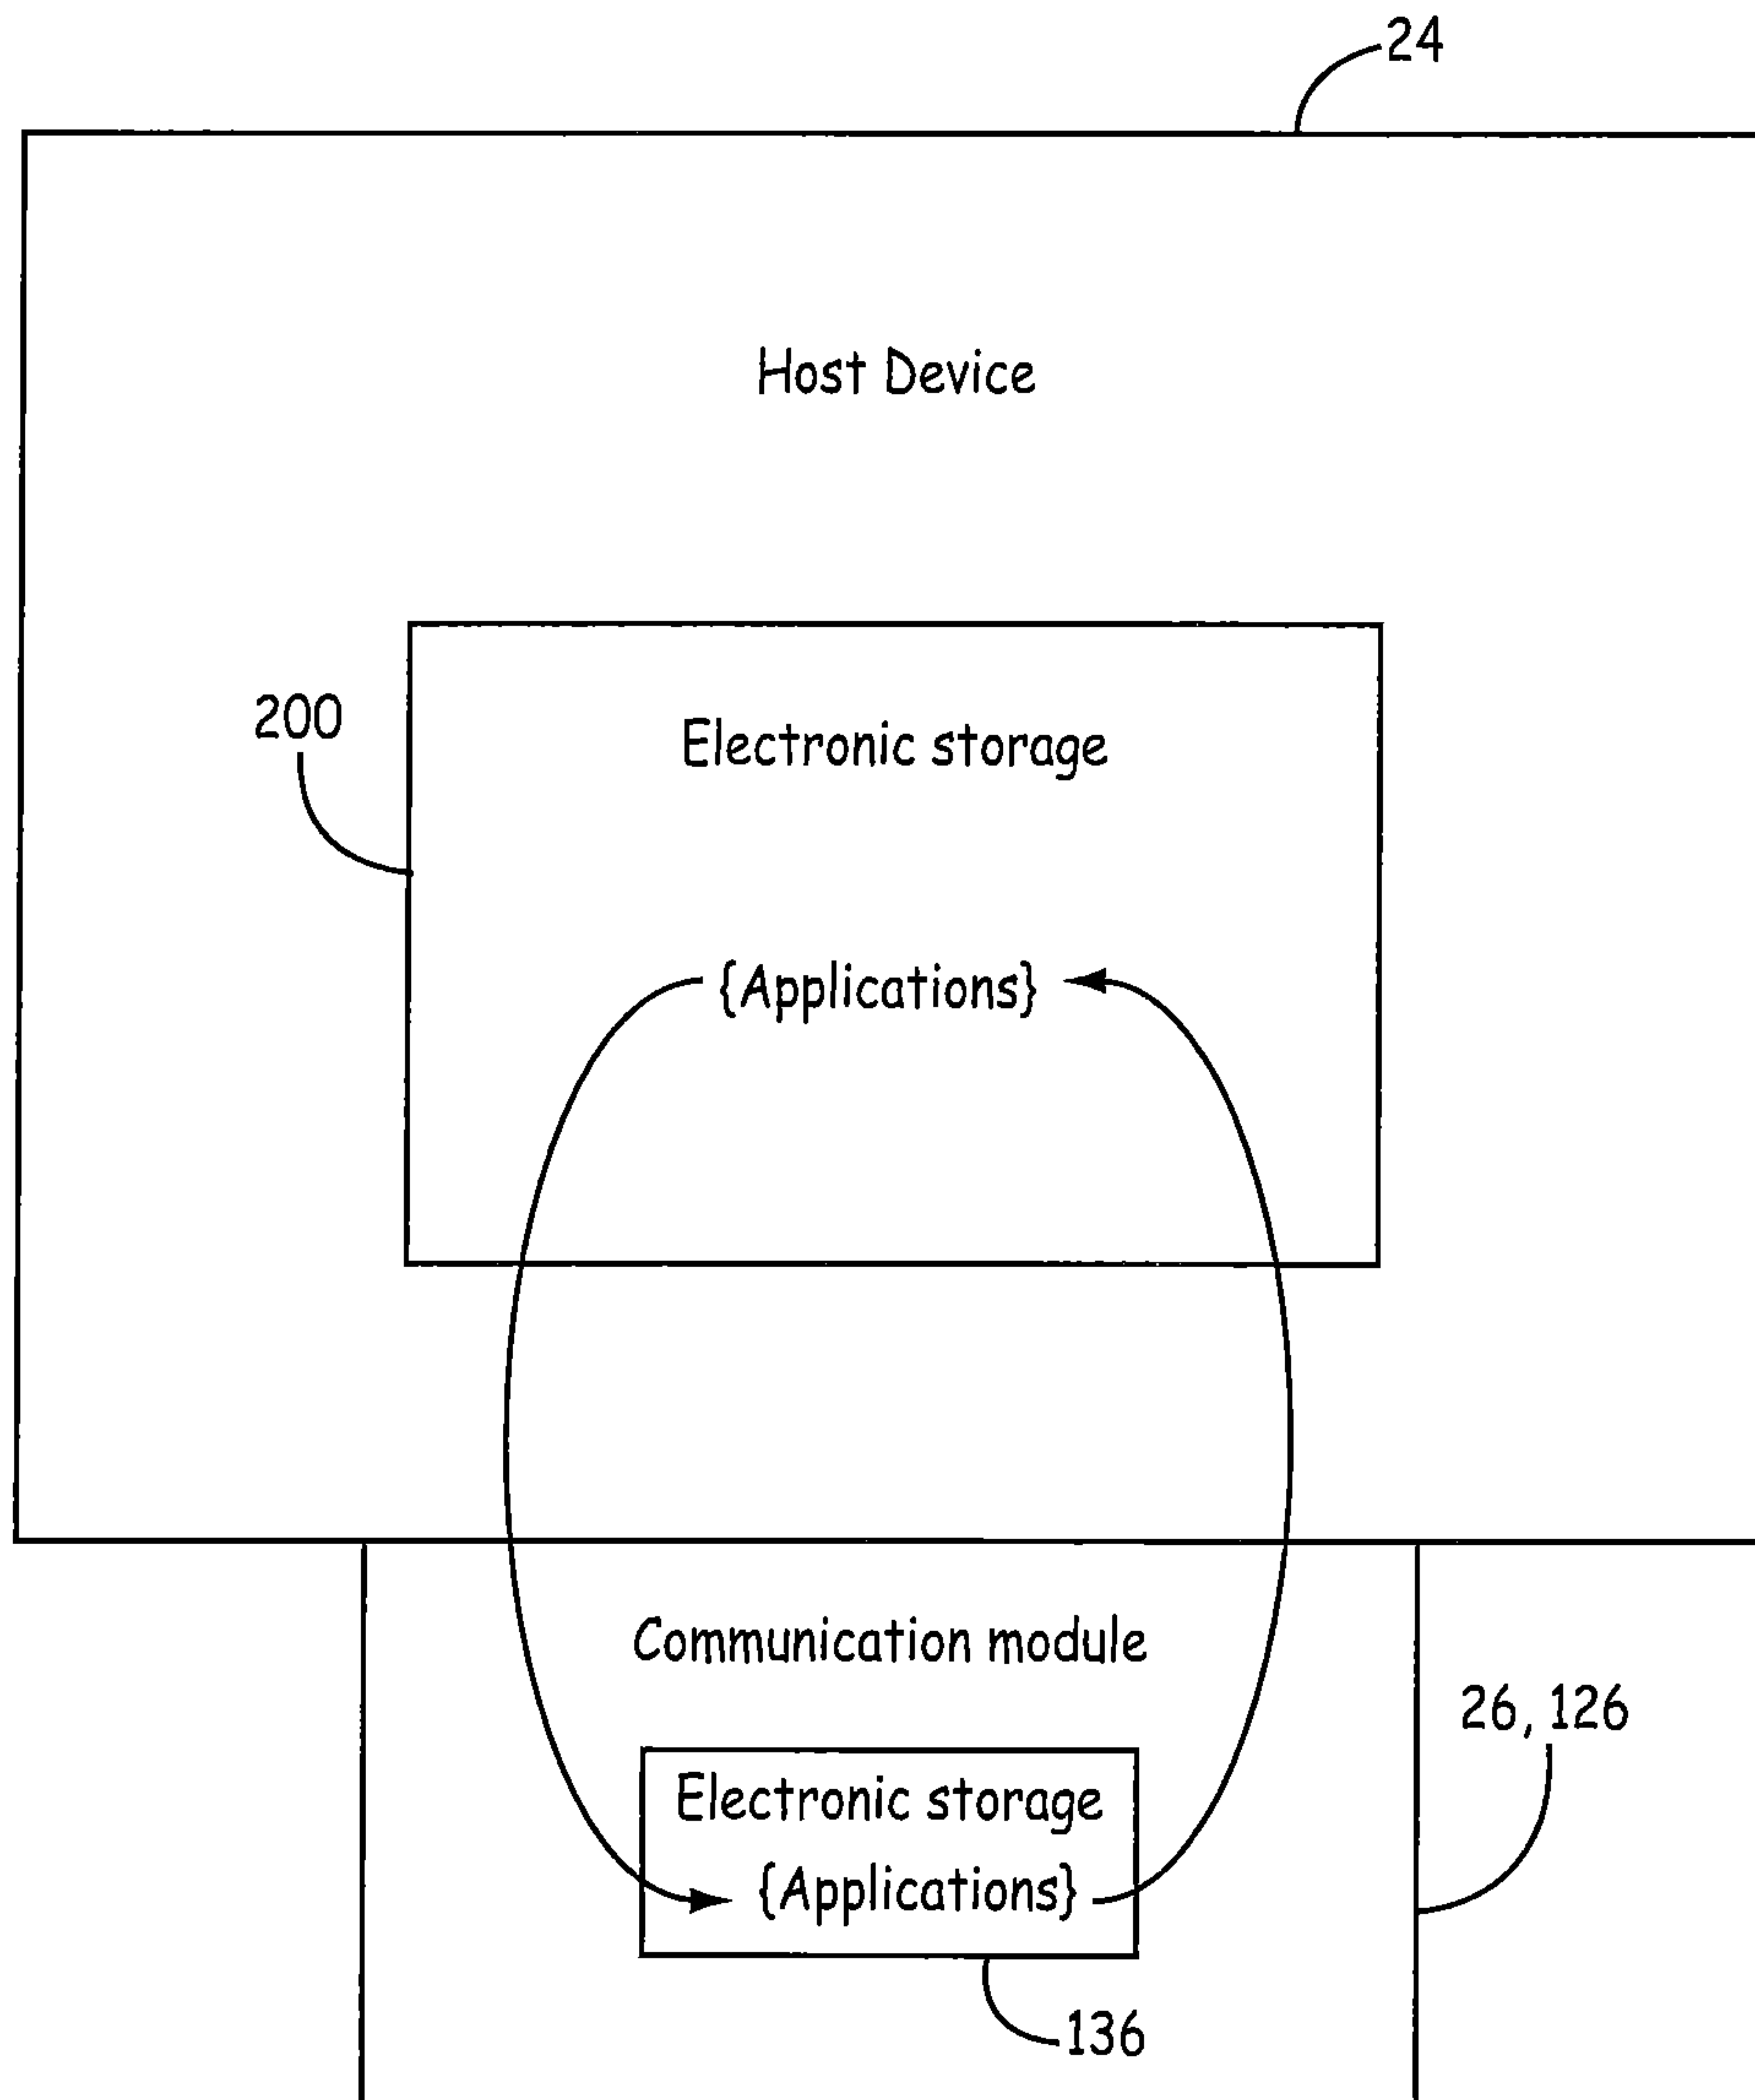 24
Host Device
200
Electronic storage
{Applications}
Communication module
26, 126
Electronic storage
{Applications}
136